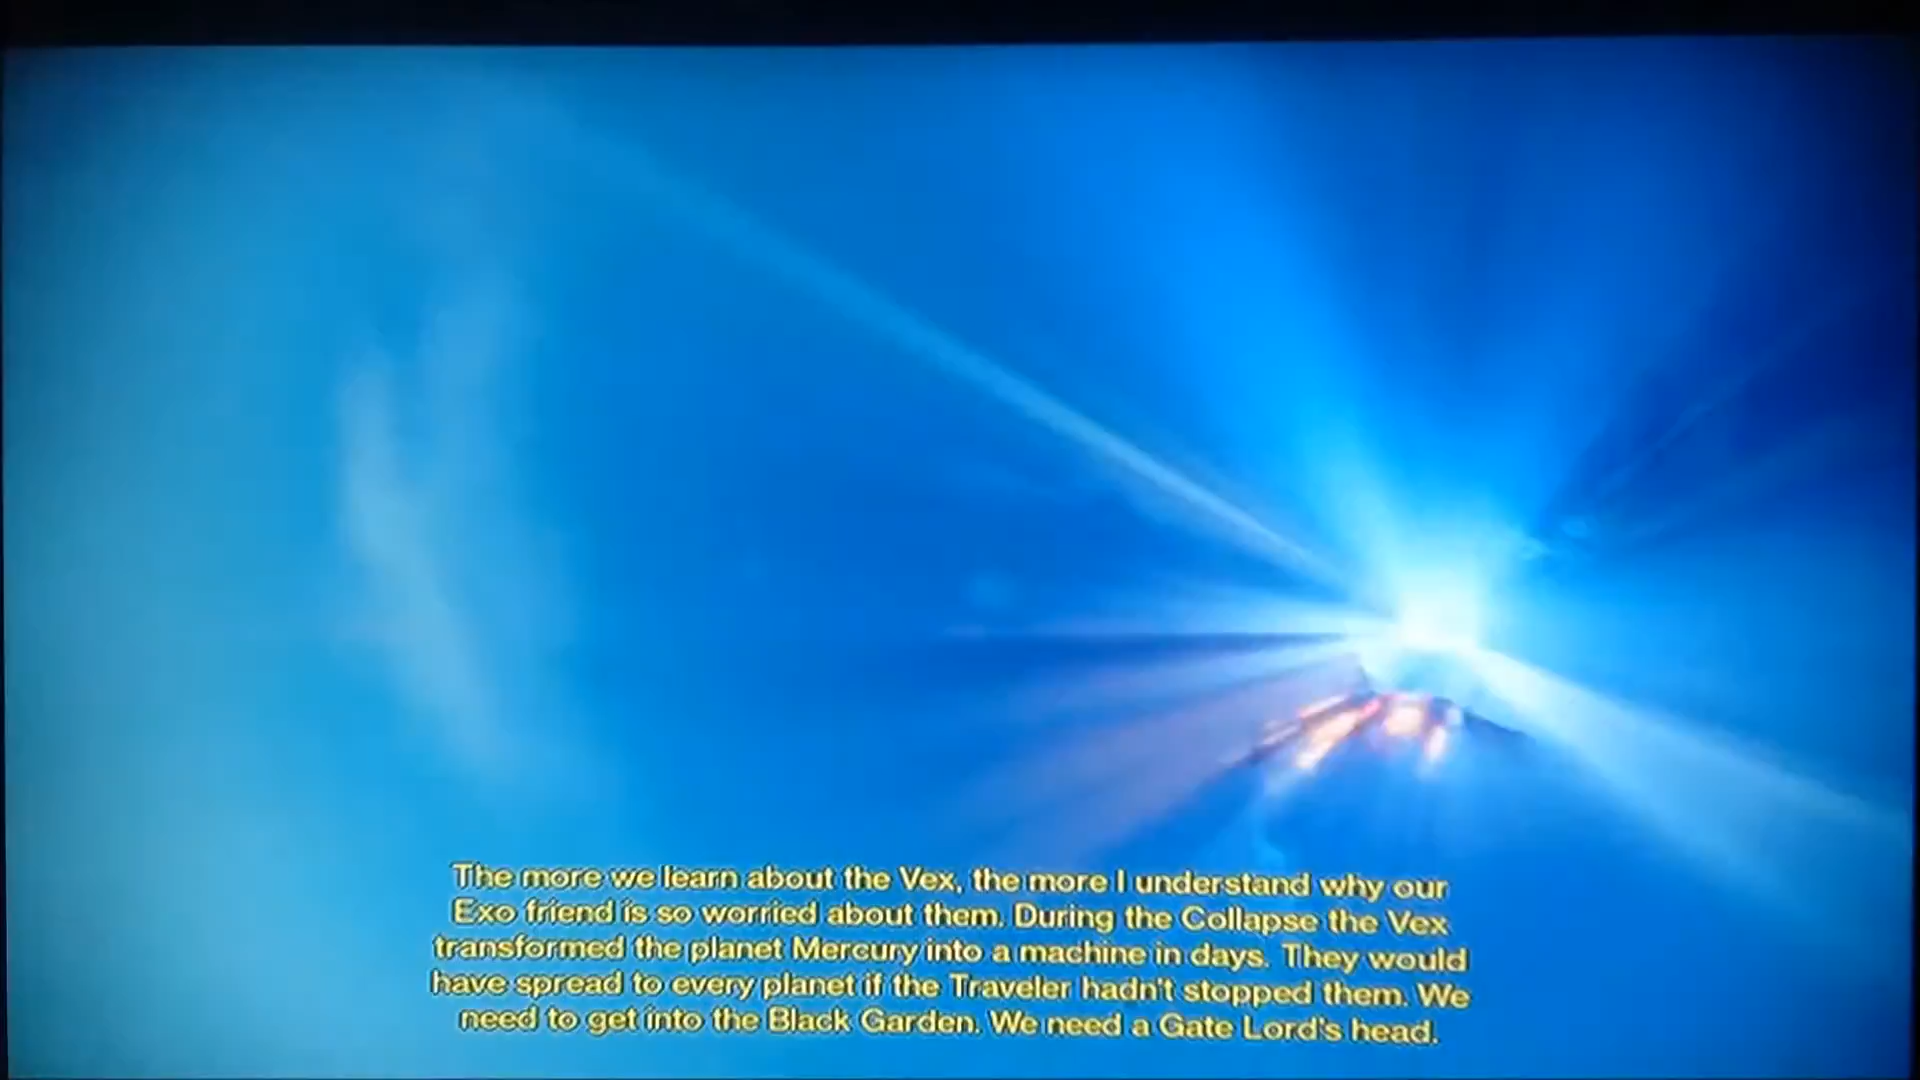 The more we learn about the Vex, the more I understand why our
Exo friend is so worried about them. During the Collapse the Vex
transformed the planet Mercury into a machine in days. They would
have spread to every planet if the Traveler hadn't stopped them. We
need to get into the Black Garden. We need a Gate Lord's head.